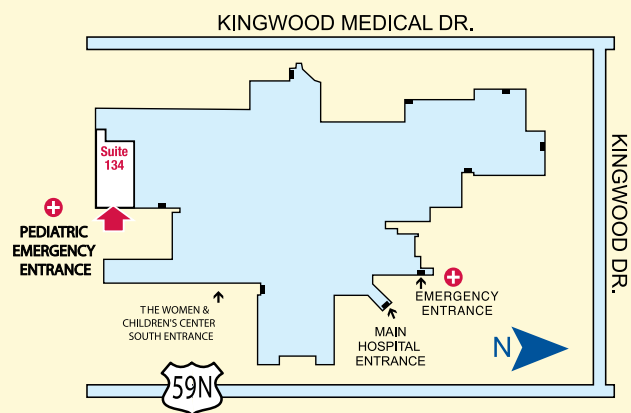 KINGWOOD MEDICAL DR.
Suite
134
KINGWOOD DR.
PEDIATRIC
EMERGENCY
ENTRANCE
THE WOMEN &
CHILDREN'S CENTER
SOUTH ENTRANCE
EMERGENCY
ENTRANCE
MAIN
HOSPITAL
ENTRANCE
N
59N